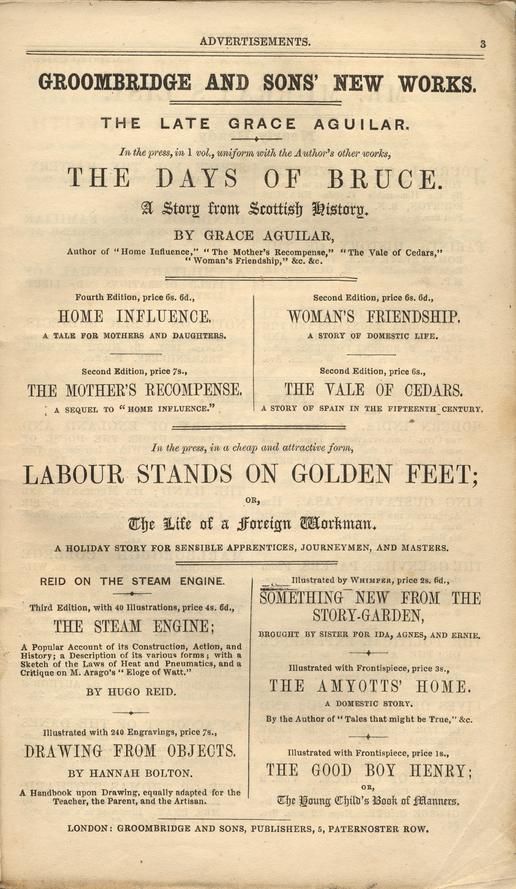 ADVERTISEMENTS.
3
GROOMBRIDGE AND SONS' NEW WORKS.
THE LATE GRACE AGUILAR.
In the press, in 1 vol., uniform with the Author's other works,
THE DAYS OF BRUCE.
A Story from Scottish History.
BY GRACE AGUILAR,
Author of "Home Influence," "The Mother's Recompense," "The Vale of Cedars,"
"Woman's Friendship," &c. &c.
Fourth Edition, price 6s. 6d.,
HOME INFLUENCE.
A TALE FOR MOTHERS AND DAUGHTERS.
Second Edition, price 7s.,
THE MOTHER'S RECOMPENSE.
A SEQUEL TO "HOME INFLUENCE."
Second Edition, price 6s. 6d.,
WOMAN'S FRIENDSHIP.
A STORY OF DOMESTIC LIFE.
Second Edition, price 6s.,
THE VALE OF CEDARS.
A STORY OF SPAIN IN THE FIFTEENTH CENTURY.
In the press, in a cheap and attractive form,
LABOUR STANDS ON GOLDEN FEET;
OR,
The Life of a Foreign Workman.
A HOLIDAY STORY FOR SENSIBLE APPRENTICES, JOURNEYMEN, AND MASTERS.
REID ON THE STEAM ENGINE.
Third Edition, with 40 Illustrations, price 4s. 6d.,
THE STEAM ENGINE;
A Popular Account of its Construction, Action, and
History; a Description of its various forms; with a
Sketch of the Laws of Heat and Pneumatics, and a
Critique on M. Arago's "Eloge of Watt."
BY HUGO REID.
Illustrated with 240 Engravings, price 7s.,
DRAWING FROM OBJECTS.
BY HANNAH BOLTON.
A Handbook upon Drawing, equally adapted for the
Teacher, the Parent, and the Artisan.
Illustrated by WHIMPER, price 2s. 6d.,
SOMETHING NEW FROM THE
STORY-GARDEN,
BROUGHT BY SISTER FOR IDA, AGNES, AND ERNIE.
Illustrated with Frontispiece, price 3s.,
THE AMYOTTS' HOME.
A DOMESTIC STORY.
By the Author of "Tales that might be True," &c.
Illustrated with Frontispiece, price 1s.,
THE GOOD BOY HENRY;
OR,
The Young Child's Book of Manners.
LONDON: GROOMBRIDGE AND SONS, PUBLISHERS, 5, PATERNOSTER ROW.